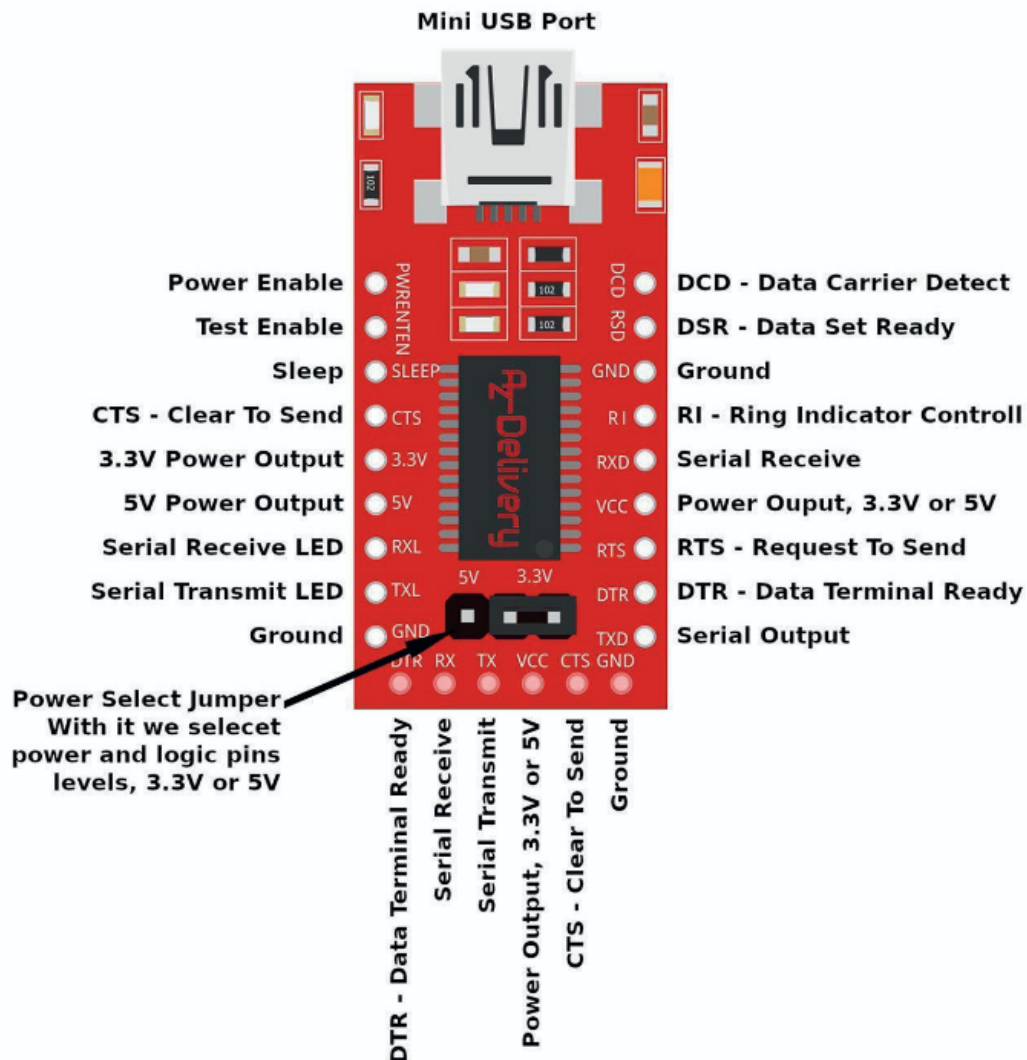 Mini USB Port
102
102
102
Power Enable
Test Enable
Sleep
CTS - Clear To Send
3.3V Power Output
5V Power Output
Serial Receive LED
Serial Transmit LED
Ground
PWREN
TEN
SLEEP
CTS
3.3V
5V
RXL
TXL
GND
Az-Delivery
5V
3.3V
DCD
RSD
GND
RI
RXD
VCC
RTS
DTR
TXD
DCD - Data Carrier Detect
DSR - Data Set Ready
Ground
RI - Ring Indicator Controll
Serial Receive
Power Ouput, 3.3V or 5V
RTS - Request To Send
DTR - Data Terminal Ready
Serial Output
DTR RX TX VCC CTS GND
Power Select Jumper
With it we selecet
power and logic pins
levels, 3.3V or 5V
DTR - Data Terminal Ready
Serial Receive
Serial Transmit
Power Output, 3.3V or 5V
CTS - Clear To Send
Ground